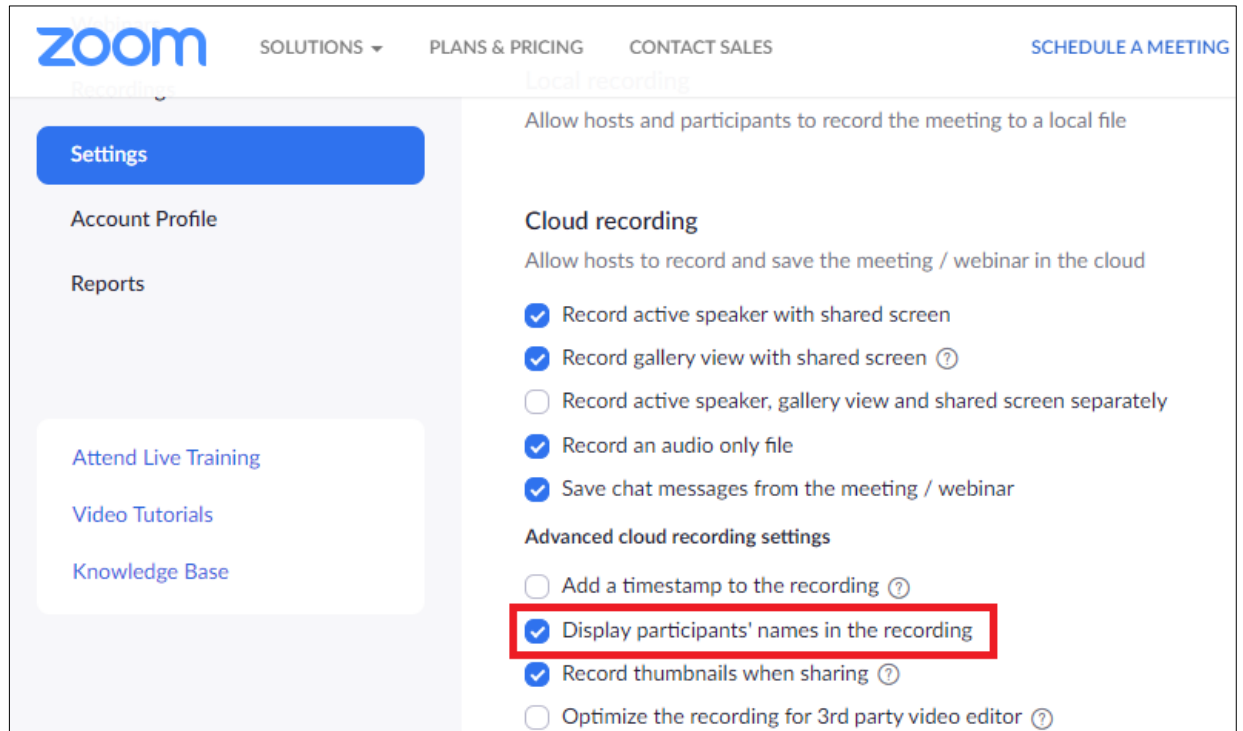 Webinars
zoom SOLUTIONS PLANS & PRICING CONTACT SALES SCHEDULE A MEETING
Recordings
Local recording
Allow hosts and participants to record the meeting to a local file
Settings
Account Profile
Reports
Cloud recording
Allow hosts to record and save the meeting / webinar in the cloud
Record active speaker with shared screen
Record gallery view with shared screen ?
Record active speaker, gallery view and shared screen separately
Record an audio only file
Save chat messages from the meeting / webinar
Attend Live Training
Video Tutorials
Knowledge Base
Advanced cloud recording settings
Add a timestamp to the recording ?
Display participants' names in the recording
Record thumbnails when sharing ?
Optimize the recording for 3rd party video editor ?